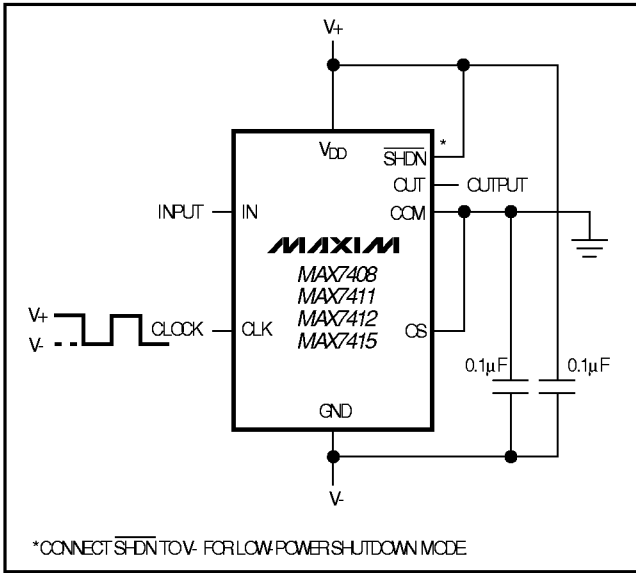 V+
VDD
SHDN
*
OUT
OUTPUT
INPUT
IN
COM
MAXIM
MAX7408
MAX7411
MAX7412
MAX7415
V+
V-
CLOCK
CLK
OS
0.1µF
0.1µF
GND
V-
*CONNECT SHDN TO V- FOR LOW-POWER SHUTDOWN MODE.